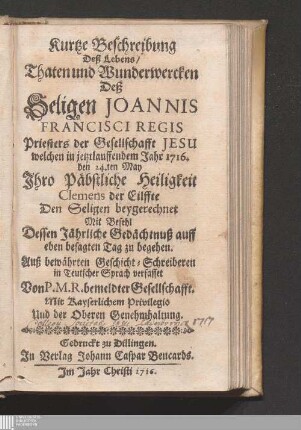 Kurtze Beschreibung
Deß Lebens/
Thaten und Wunderwercken
Deß
Seligen JOANNIS
FRANCISCI REGIS
Priesters der Gesellschafft JESU
welchen in jetztlauffendem Jahr 1716.
den 24.ten May
Ihro Päbstliche Heiligkeit
Clemens der Eilffte
Den Seligen beygerechnet
Mit Befehl
Dessen Jährliche Gedächtnuß auff
eben besagten Tag zu begehen.
Auß bewährten Geschicht-Schreiberen
in Teutscher Sprach verfasset
Von P.M.R. bemeldter Gesellschafft.
Mit Kayserlichem Privilegio
Und der Oberen Genehmhaltung.
1717
Gedruckt zu Dillingen.
In Verlag Johann Caspar Bencards.
Im Jahr Christi 1716.